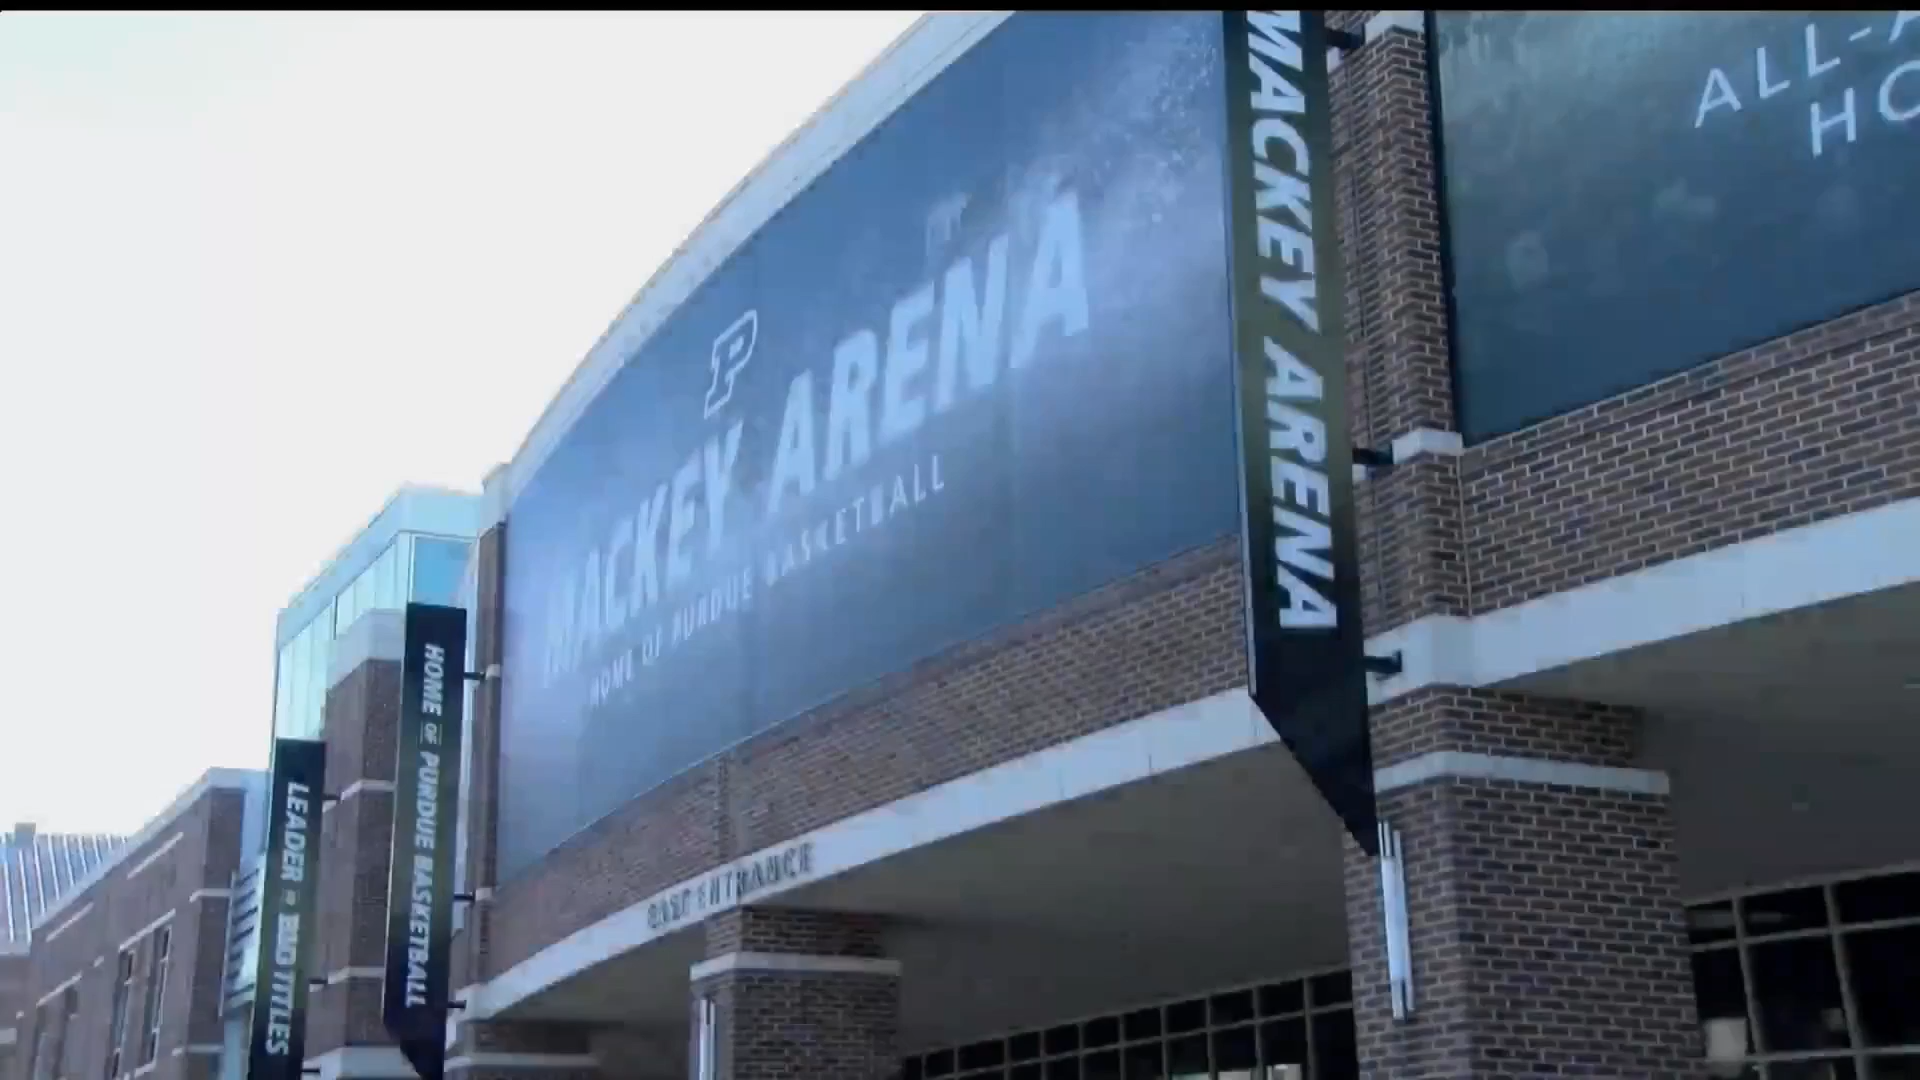 P
MACKEY ARENA
HOME OF PURDUE BASKETBALL
MACKEY ARENA
ALL-A
HO
EAST ENTRANCE
HOME OF PURDUE BASKETBALL
LEADER IN BIG TITLES